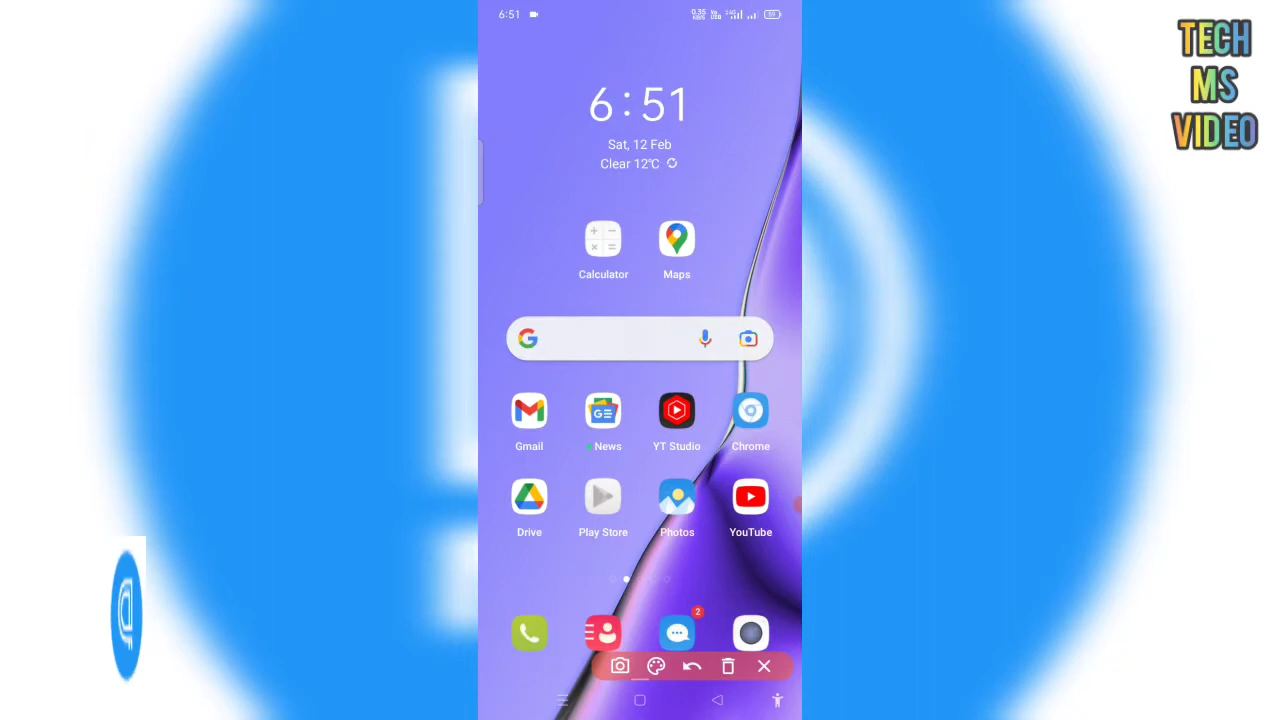 6:51
TECH
MS
VIDEO
6:51
Sat, 12 Feb
Clear 12°C
Calculator
Maps
Gmail
News
YT Studio
Chrome
Drive
Play Store
Photos
YouTube
2